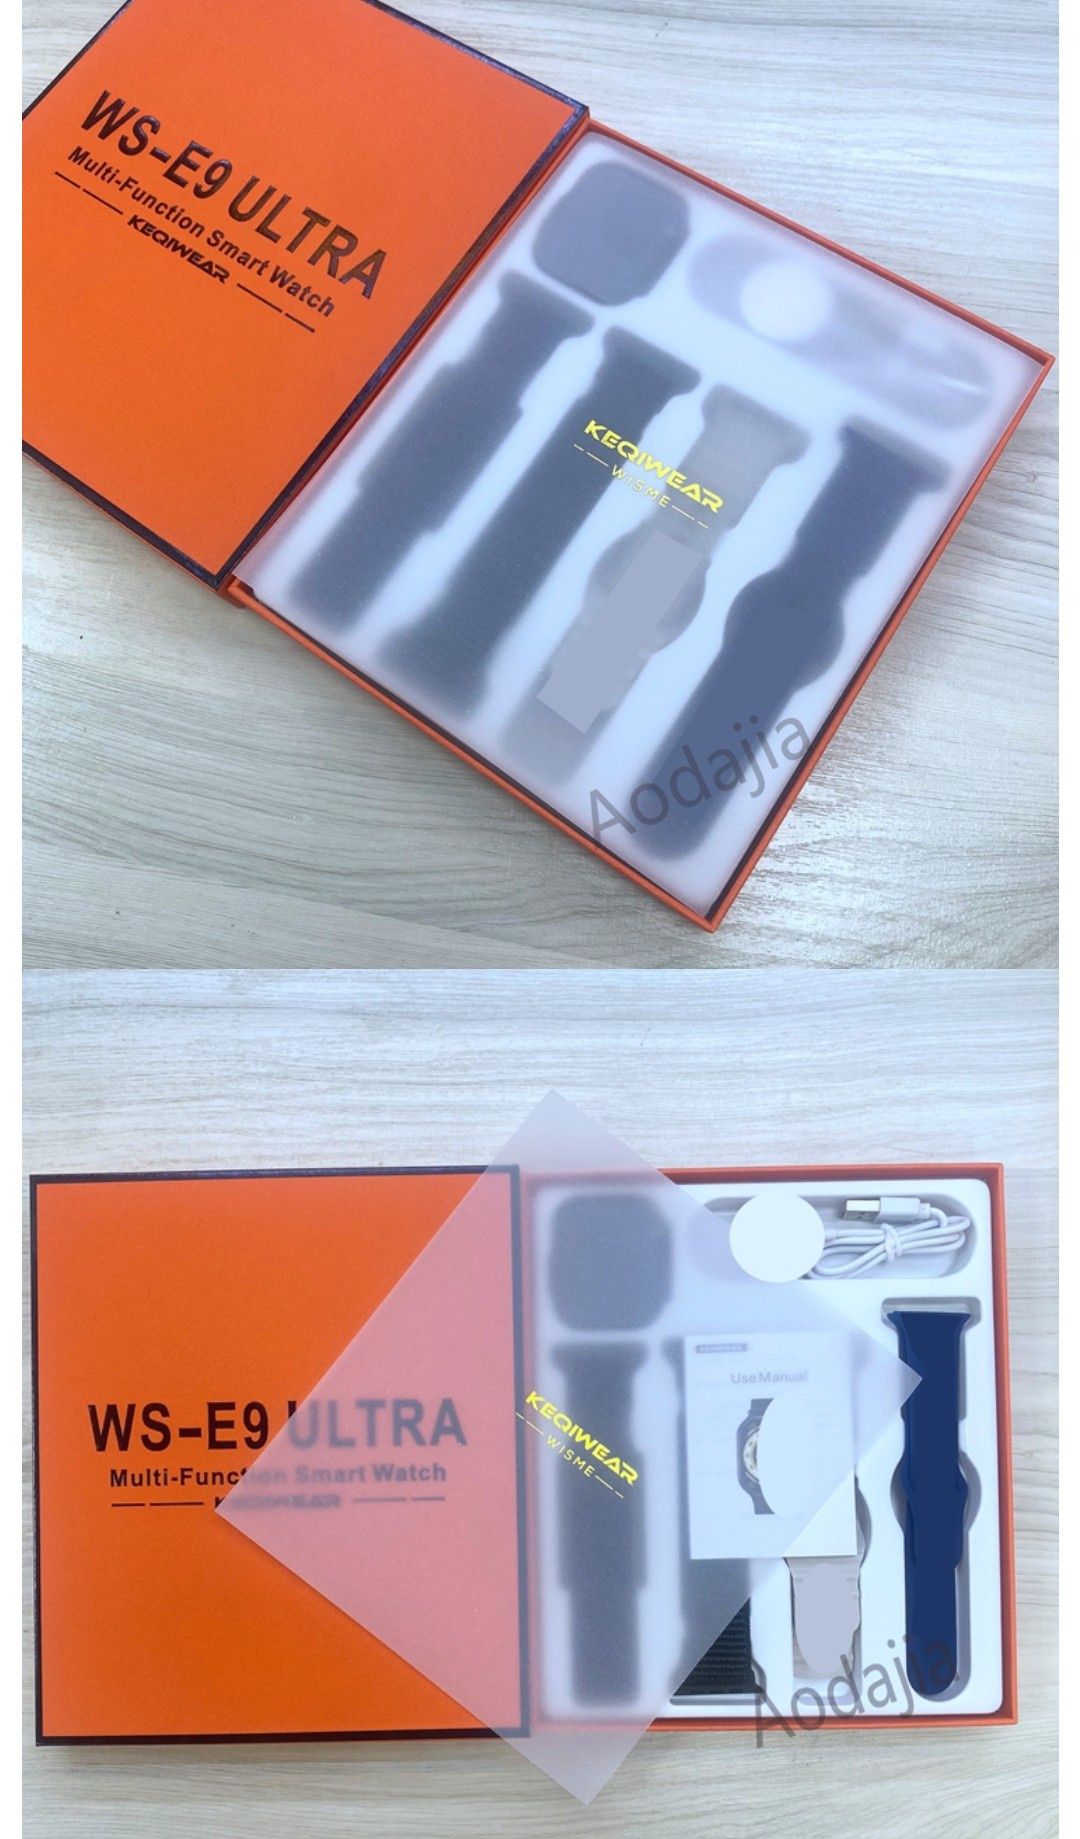 WS-E9 ULTRA
Multi-Function Smart Watch
KEQIWEAR
KEQIWEAR
WISME
Aodajia
WS-E9 ULTRA
Multi-Function Smart Watch
KEQIWEAR
KEQIWEAR
WISME
Use Manual
Aodajia